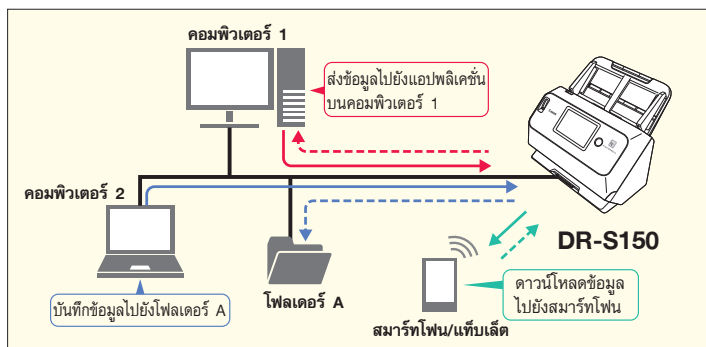 คอมพิวเตอร์ 1
ส่งข้อมูลไปยังแอปพลิเคชั่น
บนคอมพิวเตอร์ 1
Canon
คอมพิวเตอร์ 2
DR-S150
บันทึกข้อมูลไปยังโฟลเดอร์ A
โฟลเดอร์ A
ดาวน์โหลดข้อมูล
ไปยังสมาร์ทโฟน
สมาร์ทโฟน/แท็บเล็ต